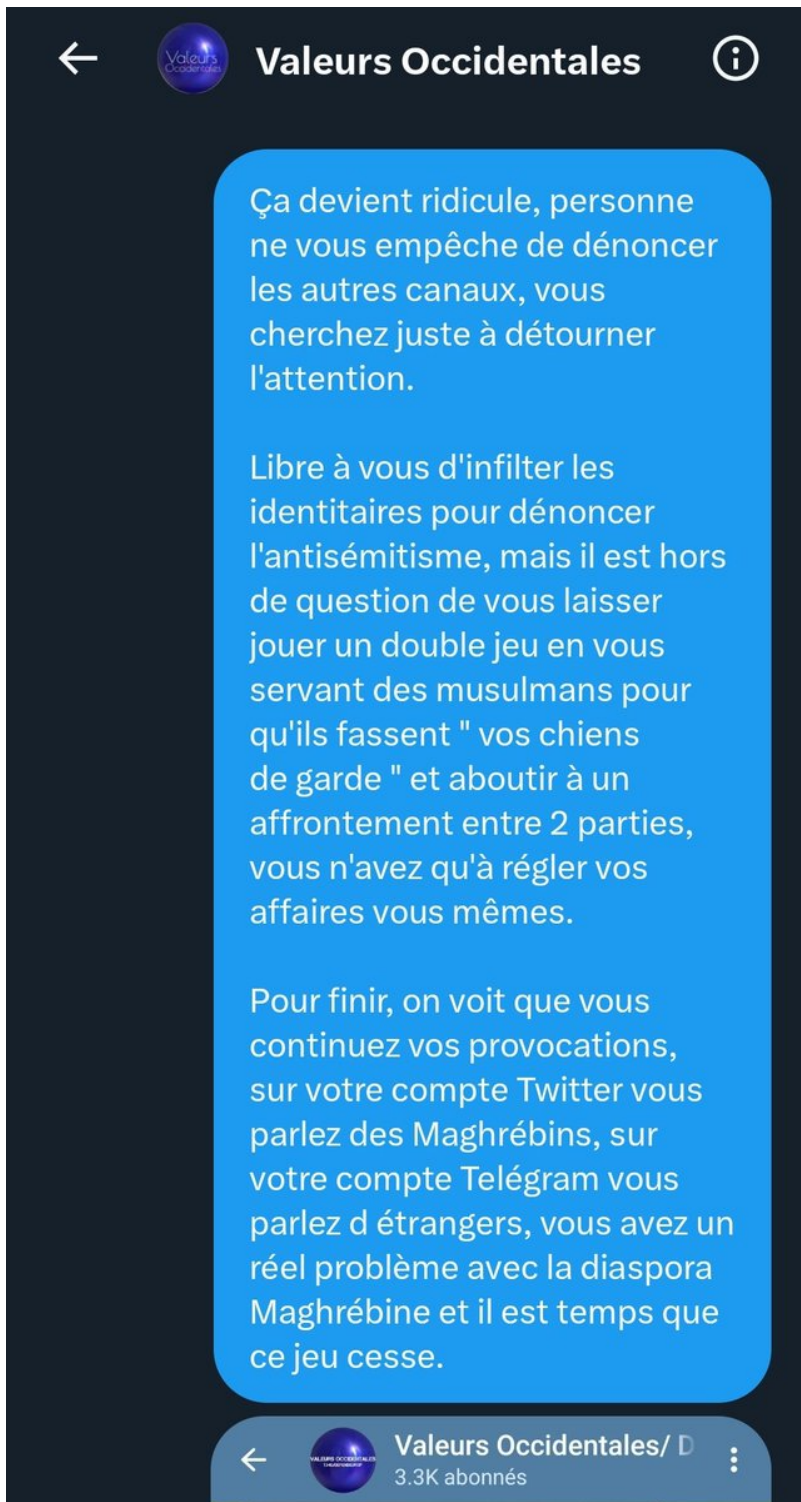 Valeurs Occidentales
Valeurs
Occidentales
Ça devient ridicule, personne
ne vous empêche de dénoncer
les autres canaux, vous
cherchez juste à détourner
l'attention.
Libre à vous d'infilter les
identitaires pour dénoncer
l'antisémitisme, mais il est hors
de question de vous laisser
jouer un double jeu en vous
servant des musulmans pour
qu'ils fassent " vos chiens
de garde " et aboutir à un
affrontement entre 2 parties,
vous n'avez qu'à régler vos
affaires vous mêmes.
Pour finir, on voit que vous
continuez vos provocations,
sur votre compte Twitter vous
parlez des Maghrébins, sur
votre compte Telégram vous
parlez d étrangers, vous avez un
réel problème avec la diaspora
Maghrébine et il est temps que
ce jeu cesse.
Valeurs Occidentales/ D
3.3K abonnés
VALEURS OCCIDENTALES